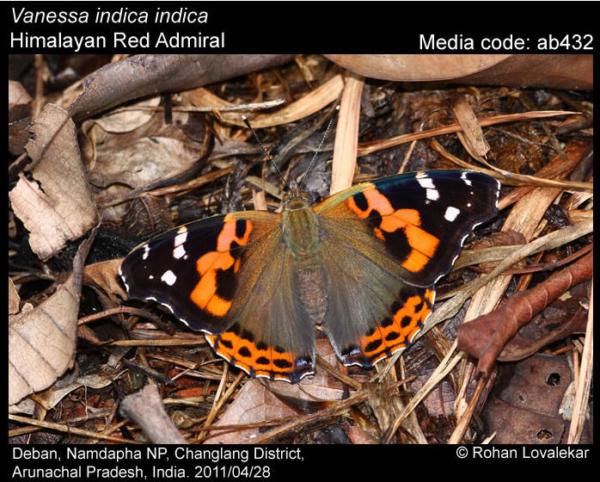 Vanessa indica indica
Himalayan Red Admiral
Media code: ab432
Deban, Namdapha NP, Changlang District,
Arunachal Pradesh, India. 2011/04/28
© Rohan Lovalekar